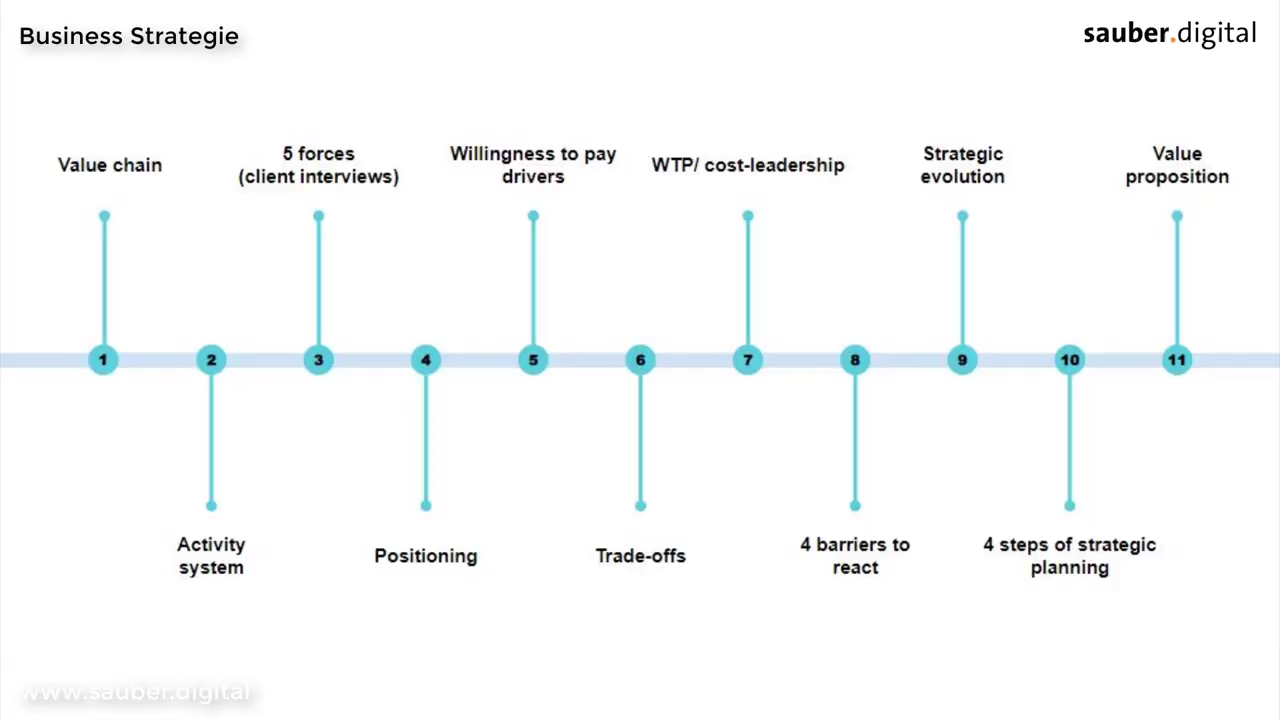 Business Strategie
sauber.digital
Value chain
5 forces
(client interviews)
Willingness to pay
drivers
WTP/ cost-leadership
Strategic
evolution
Value
proposition
1 2 3 4 5 6 7 8 9 10 11
Activity
system
Positioning
Trade-offs
4 barriers to
react
4 steps of strategic
planning
www.sauber.digital